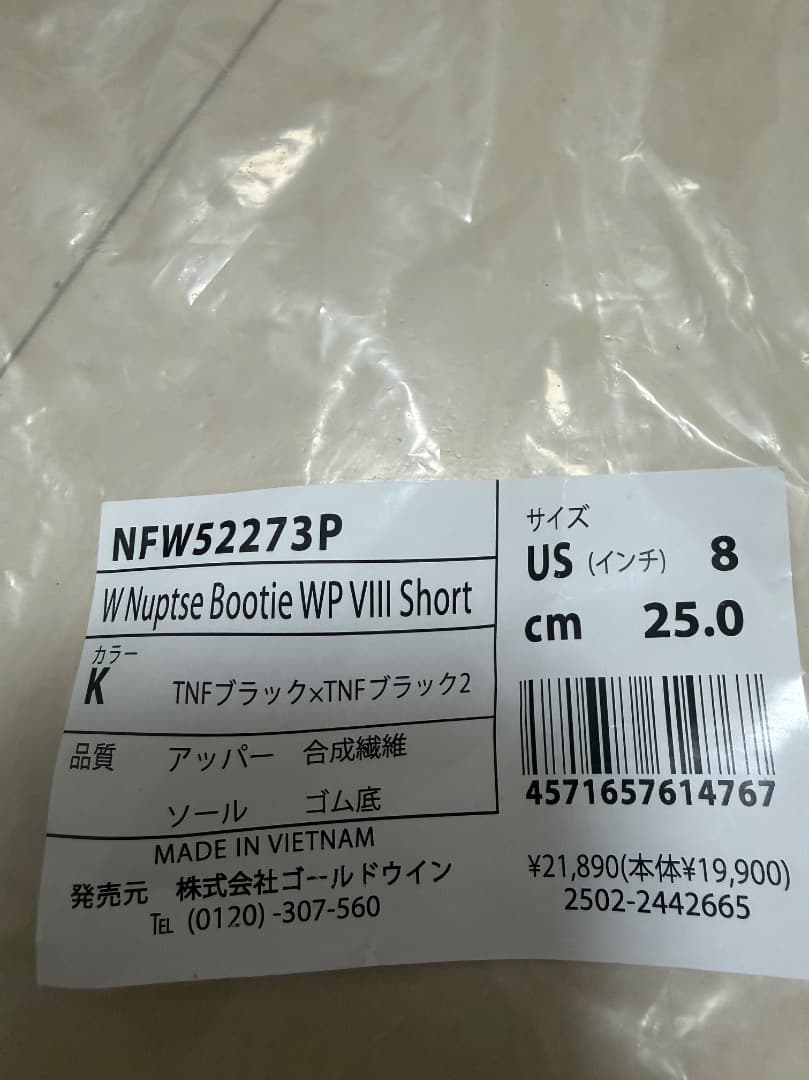 NFW52273P
W Nuptse Bootie WP VIII Short
カラー
K TNFブラック×TNFブラック2
品質 アッパー 合成繊維
ソール ゴム底
MADE IN VIETNAM
発売元 株式会社ゴールドウイン
TEL (0120) -307-560
サイズ
US (インチ) 8
cm 25.0
4571657614767
¥21,890(本体¥19,900)
2502-2442665